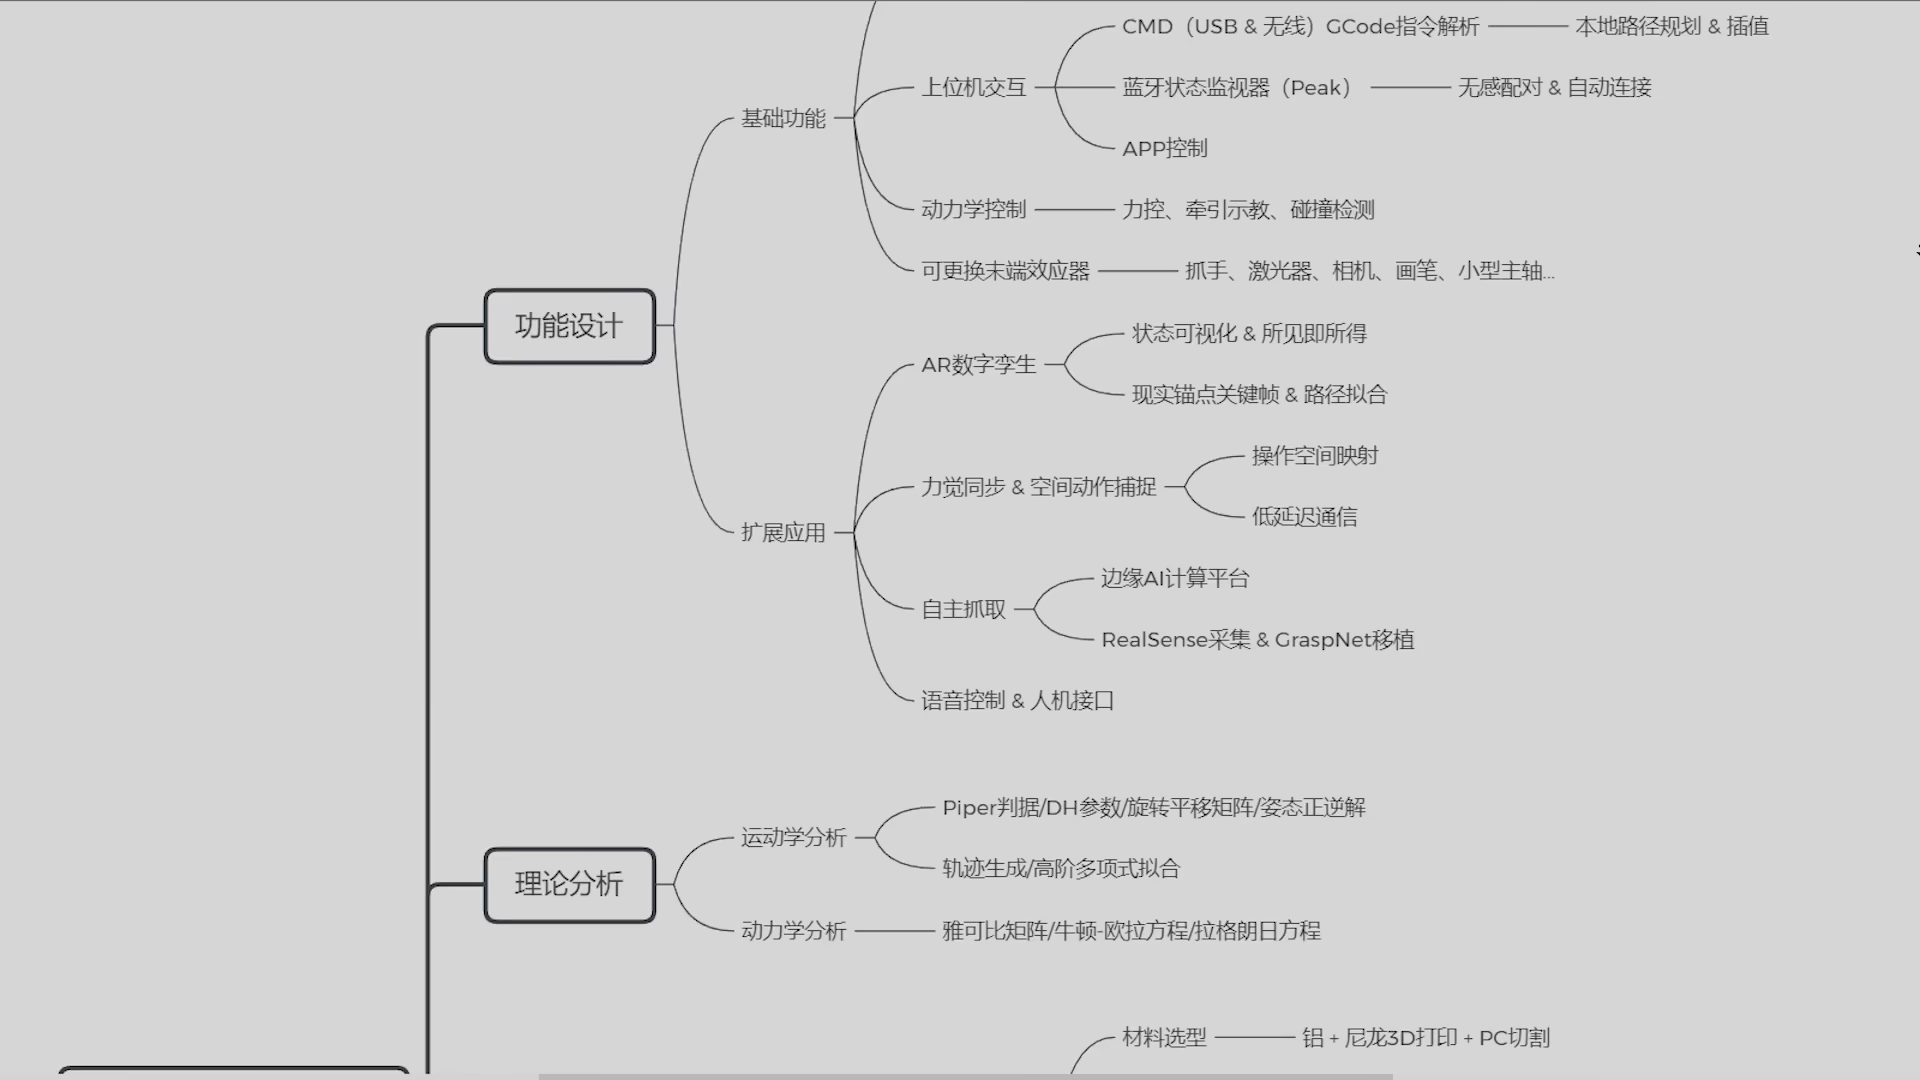 CMD（USB & 无线）GCode指令解析
本地路径规划 & 插值
上位机交互
蓝牙状态监视器（Peak）
无感配对 & 自动连接
基础功能
APP控制
动力学控制
力控、牵引示教、碰撞检测
可更换末端效应器
抓手、激光器、相机、画笔、小型主轴...
功能设计
AR数字孪生
状态可视化 & 所见即所得
现实锚点关键帧 & 路径拟合
力觉同步 & 空间动作捕捉
操作空间映射
低延迟通信
扩展应用
自主抓取
边缘AI计算平台
RealSense采集 & GraspNet移植
语音控制 & 人机接口
理论分析
运动学分析
Piper判据/DH参数/旋转平移矩阵/姿态正逆解
轨迹生成/高阶多项式拟合
动力学分析
雅可比矩阵/牛顿-欧拉方程/拉格朗日方程
材料选型
铝 + 尼龙3D打印 + PC切割